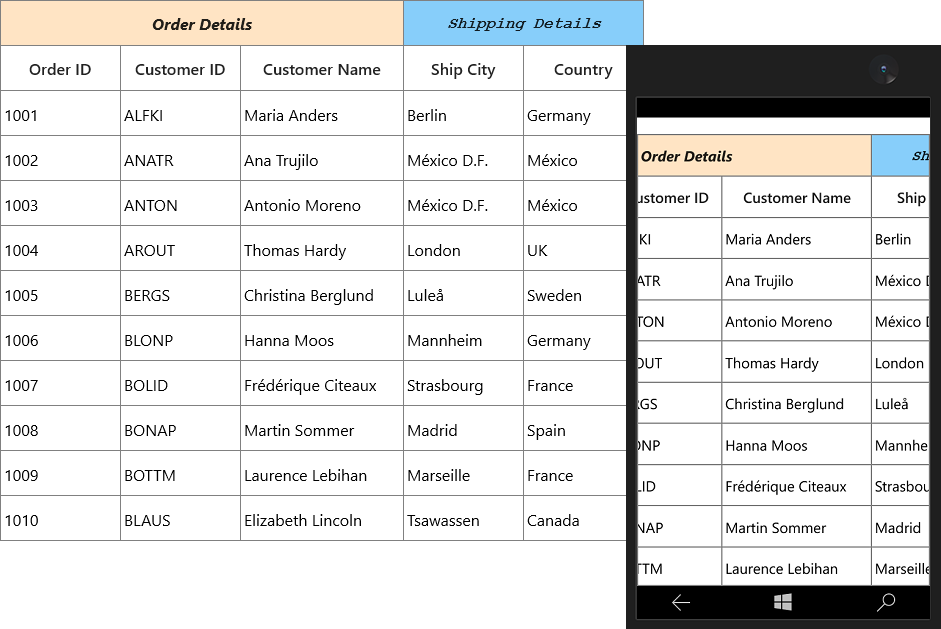 Order Details Shipping Details
Order ID Customer ID Customer Name Ship City Country
1001 ALFKI Maria Anders Berlin Germany
1002 ANATR Ana Trujilo México D.F. México
1003 ANTON Antonio Moreno México D.F. México
1004 AROUT Thomas Hardy London UK
1005 BERGS Christina Berglund Luleå Sweden
1006 BLONP Hanna Moos Mannheim Germany
1007 BOLID Frédérique Citeaux Strasbourg France
1008 BONAP Martin Sommer Madrid Spain
1009 BOTTM Laurence Lebihan Marseille France
1010 BLAUS Elizabeth Lincoln Tsawassen Canada
Order Details Sh
ustomer ID Customer Name Ship
KI Maria Anders Berlin
ATR Ana Trujilo México D
TON Antonio Moreno México D
OUT Thomas Hardy London
RGS Christina Berglund Luleå
ONP Hanna Moos Mannhe
LID Frédérique Citeaux Strasbou
NAP Martin Sommer Madrid
TTM Laurence Lebihan Marseille